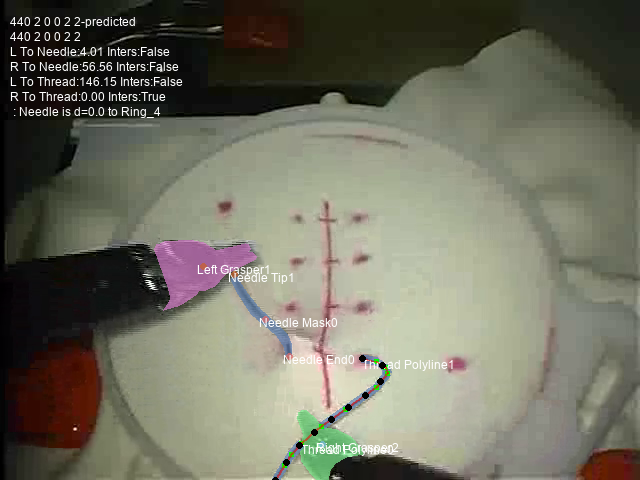 440 2 0 0 2 2-predicted
440 2 0 0 2 2
L To Needle:4.01 Inters:False
R To Needle:56.56 Inters:False
L To Thread:146.15 Inters:False
R To Thread:0.00 Inters:True
: Needle is d=0.0 to Ring_4
Left Grasper1
Needle Tip1
Needle Mask0
Needle End0
Thread Polyline1
Right Grasper2